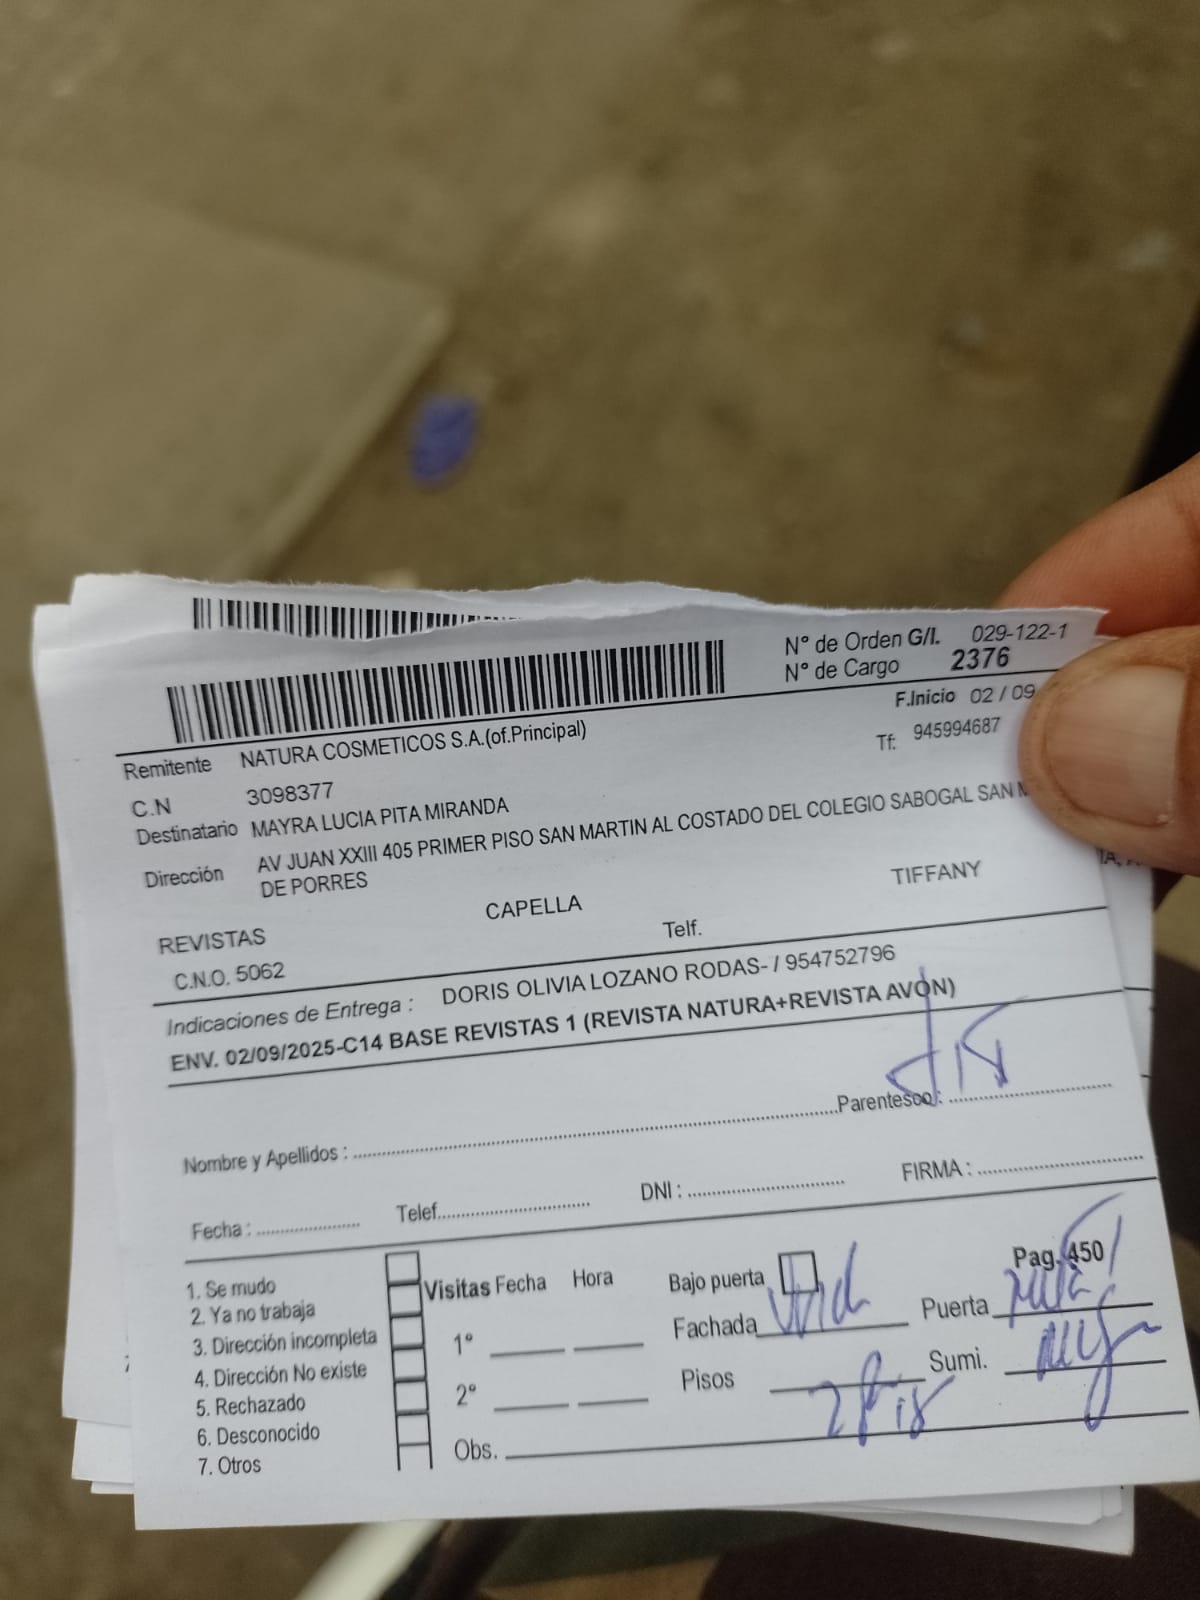 N° de Orden G/I. 029-122-1
N° de Cargo 2376
F.Inicio 02 / 09
Remitente NATURA COSMETICOS S.A.(of.Principal)
Tf: 945994687
C.N 3098377
Destinatario MAYRA LUCIA PITA MIRANDA
Dirección AV JUAN XXIII 405 PRIMER PISO SAN MARTIN AL COSTADO DEL COLEGIO SABOGAL SAN M
DE PORRES
REVISTAS CAPELLA TIFFANY
C.N.O. 5062 Telf.
Indicaciones de Entrega : DORIS OLIVIA LOZANO RODAS- / 954752796
ENV. 02/09/2025-C14 BASE REVISTAS 1 (REVISTA NATURA+REVISTA AVON)
Nombre y Apellidos : Parentesco :
Fecha : Telef. DNI : FIRMA :
1. Se mudo
2. Ya no trabaja
3. Dirección incompleta
4. Dirección No existe
5. Rechazado
6. Desconocido
7. Otros
Visitas Fecha Hora
1°
2°
Obs.
Bajo puerta Pag. 450
Fachada Puerta
Pisos Sumi.